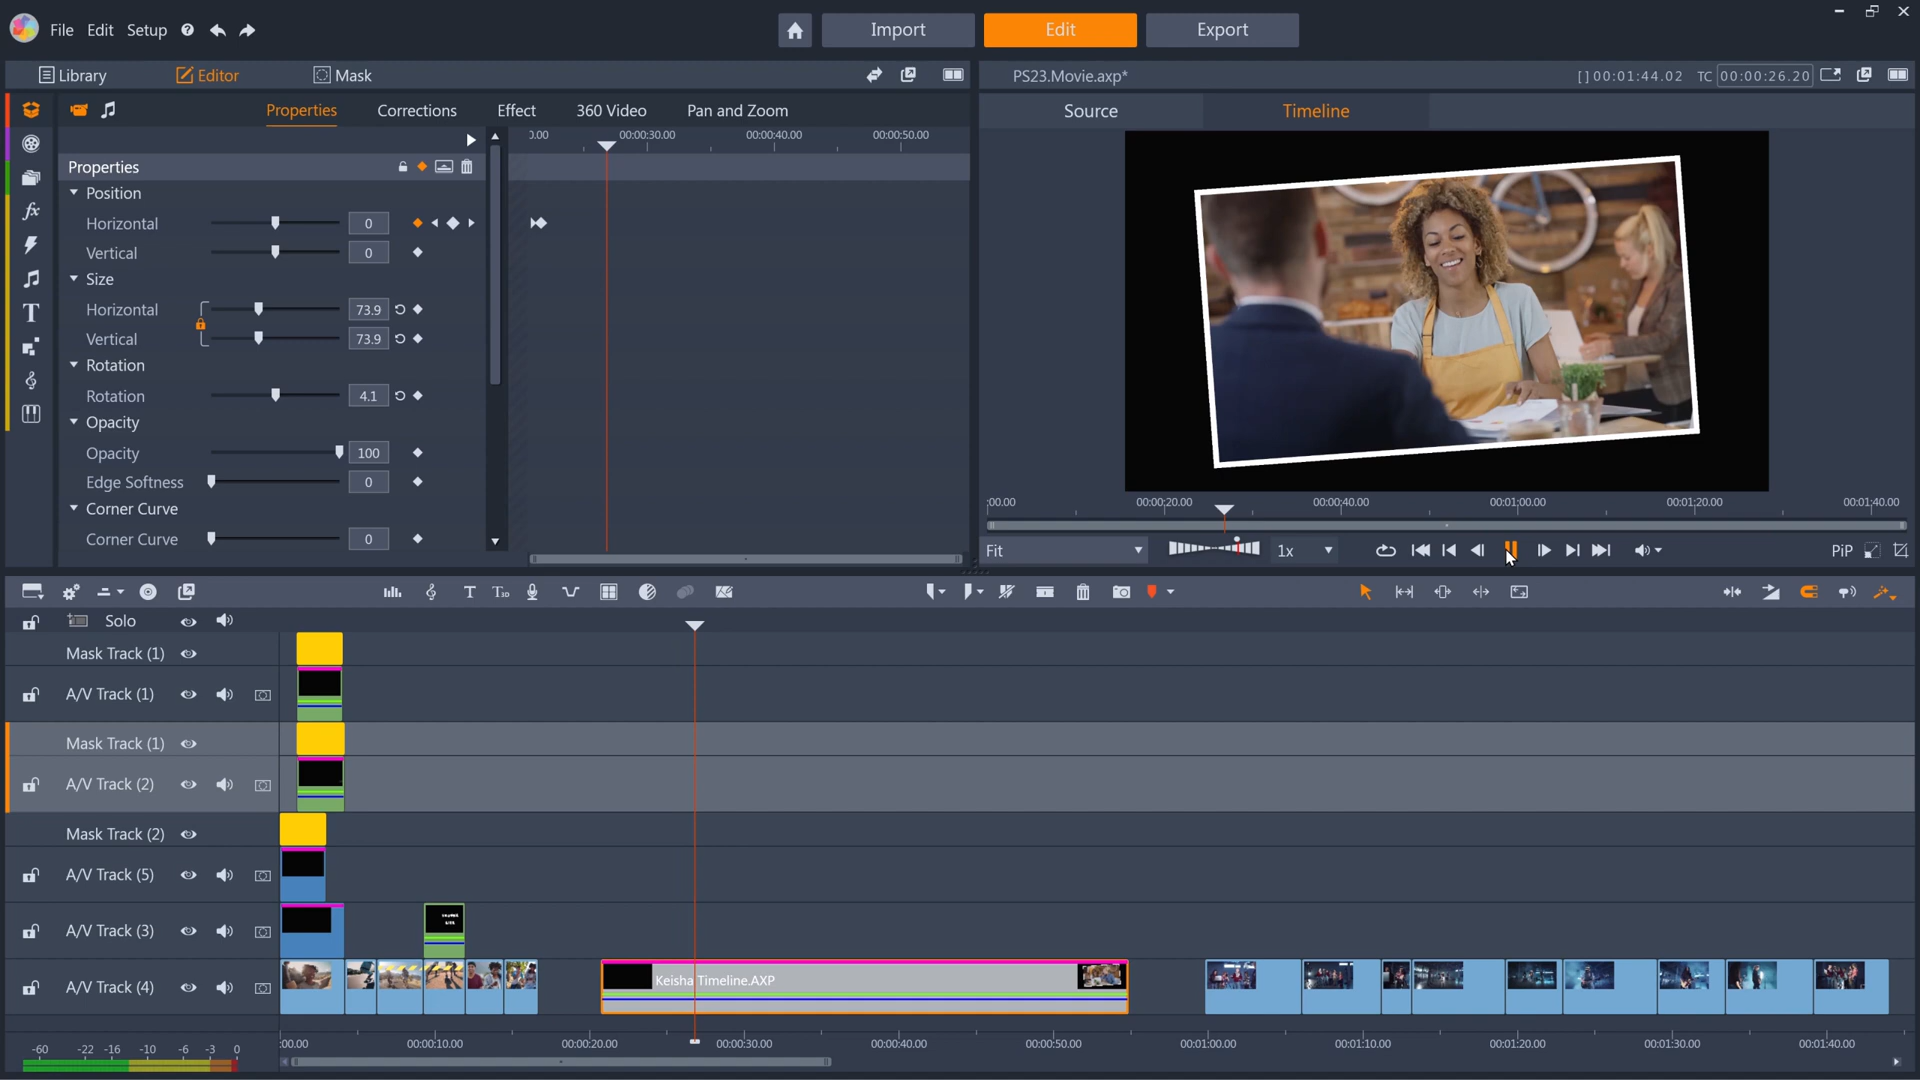 File Edit Setup Import Edit Export
Library Editor Mask PS23.Movie.axp* [] 00:01:44.02 TC 00:00:26.20
Properties Corrections Effect 360 Video Pan and Zoom Source Timeline
00:00:30.00 00:00:40.00 00:00:50.00
Properties
Position
Horizontal 0
Vertical 0
Size
Horizontal 73.9
Vertical 73.9
Rotation
Rotation 4.1
Opacity
Opacity 100
Edge Softness 0
Corner Curve
Corner Curve 0
:00.00 00:00:20.00 00:00:40.00 00:01:00.00 00:01:20.00 00:01:40.00
Fit 1x PiP
Solo
Mask Track (1)
A/V Track (1)
Mask Track (1)
A/V Track (2)
Mask Track (2)
A/V Track (5)
A/V Track (3)
A/V Track (4) Keisha Timeline.AXP
-60 -22 -16 -10 -6 -3 0
:00.00 00:00:10.00 00:00:20.00 00:00:30.00 00:00:40.00 00:00:50.00 00:01:00.00 00:01:10.00 00:01:20.00 00:01:30.00 00:01:40.00